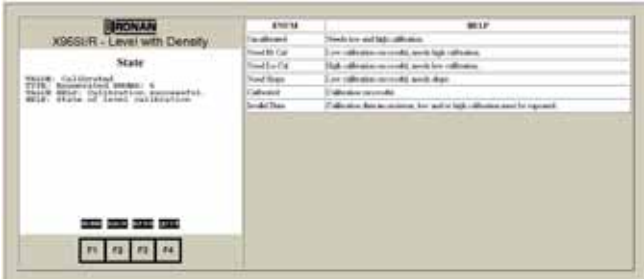 RONAN
X96SI/R - Level with Density
State
VALUE: Calibrated
TYPE: Enumerated ENUMS: 6
VALUE HELP: Calibration successful.
HELP: State of level calibration
HOME
F1 F2 F3 F4
ENUM HELP
Uncalibrated Needs low and high calibration.
Need Hi Cal Low calibration successful, needs high calibration.
Need Lo Cal High calibration successful, needs low calibration.
Need Slope Low calibration successful, needs slope.
Calibrated Calibration successful.
Invalid Data Calibration data inconsistent, low and/or high calibration must be repeated.